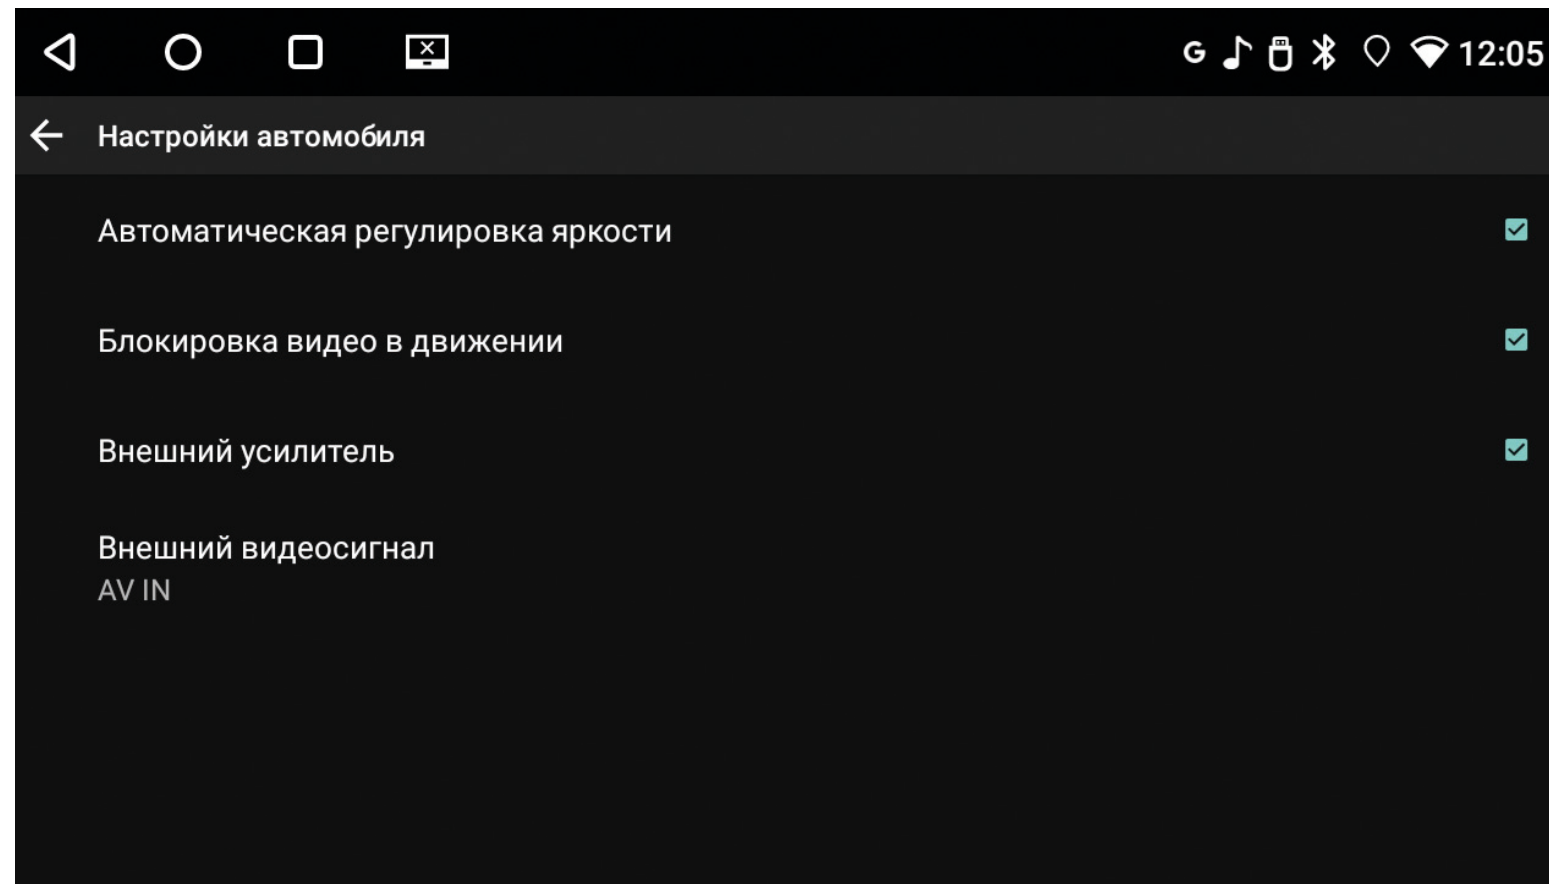 G 12:05
Настройки автомобиля
Автоматическая регулировка яркости
Блокировка видео в движении
Внешний усилитель
Внешний видеосигнал
AV IN